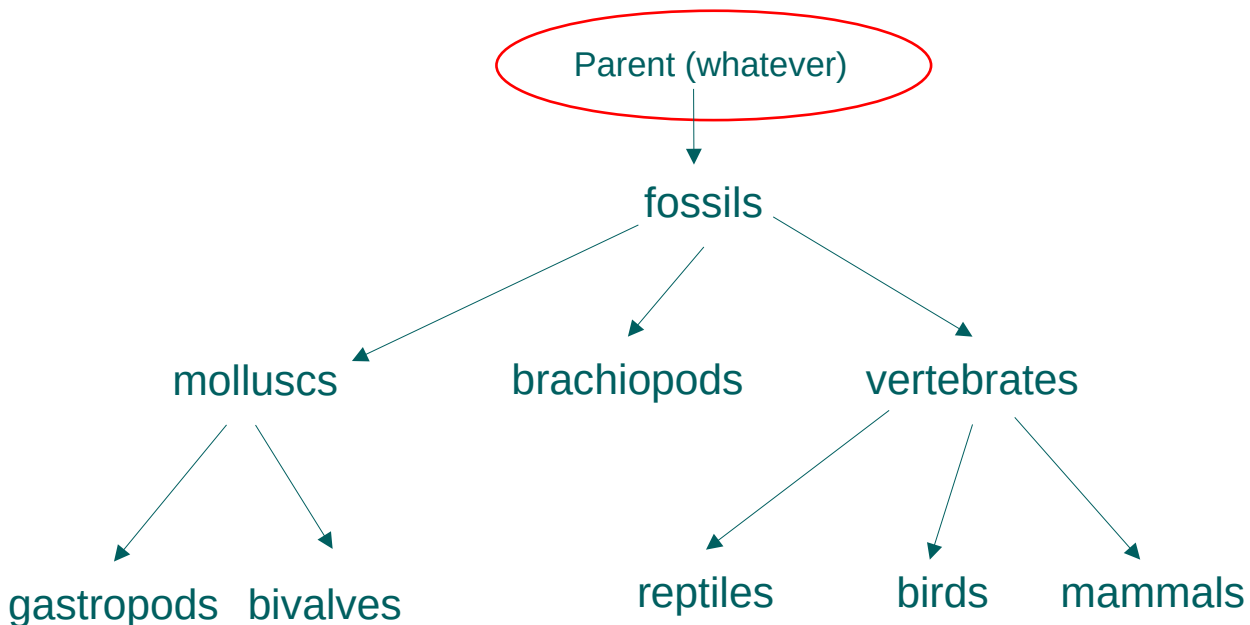 Parent (whatever)
fossils
molluscs
brachiopods
vertebrates
gastropods
bivalves
reptiles
birds
mammals